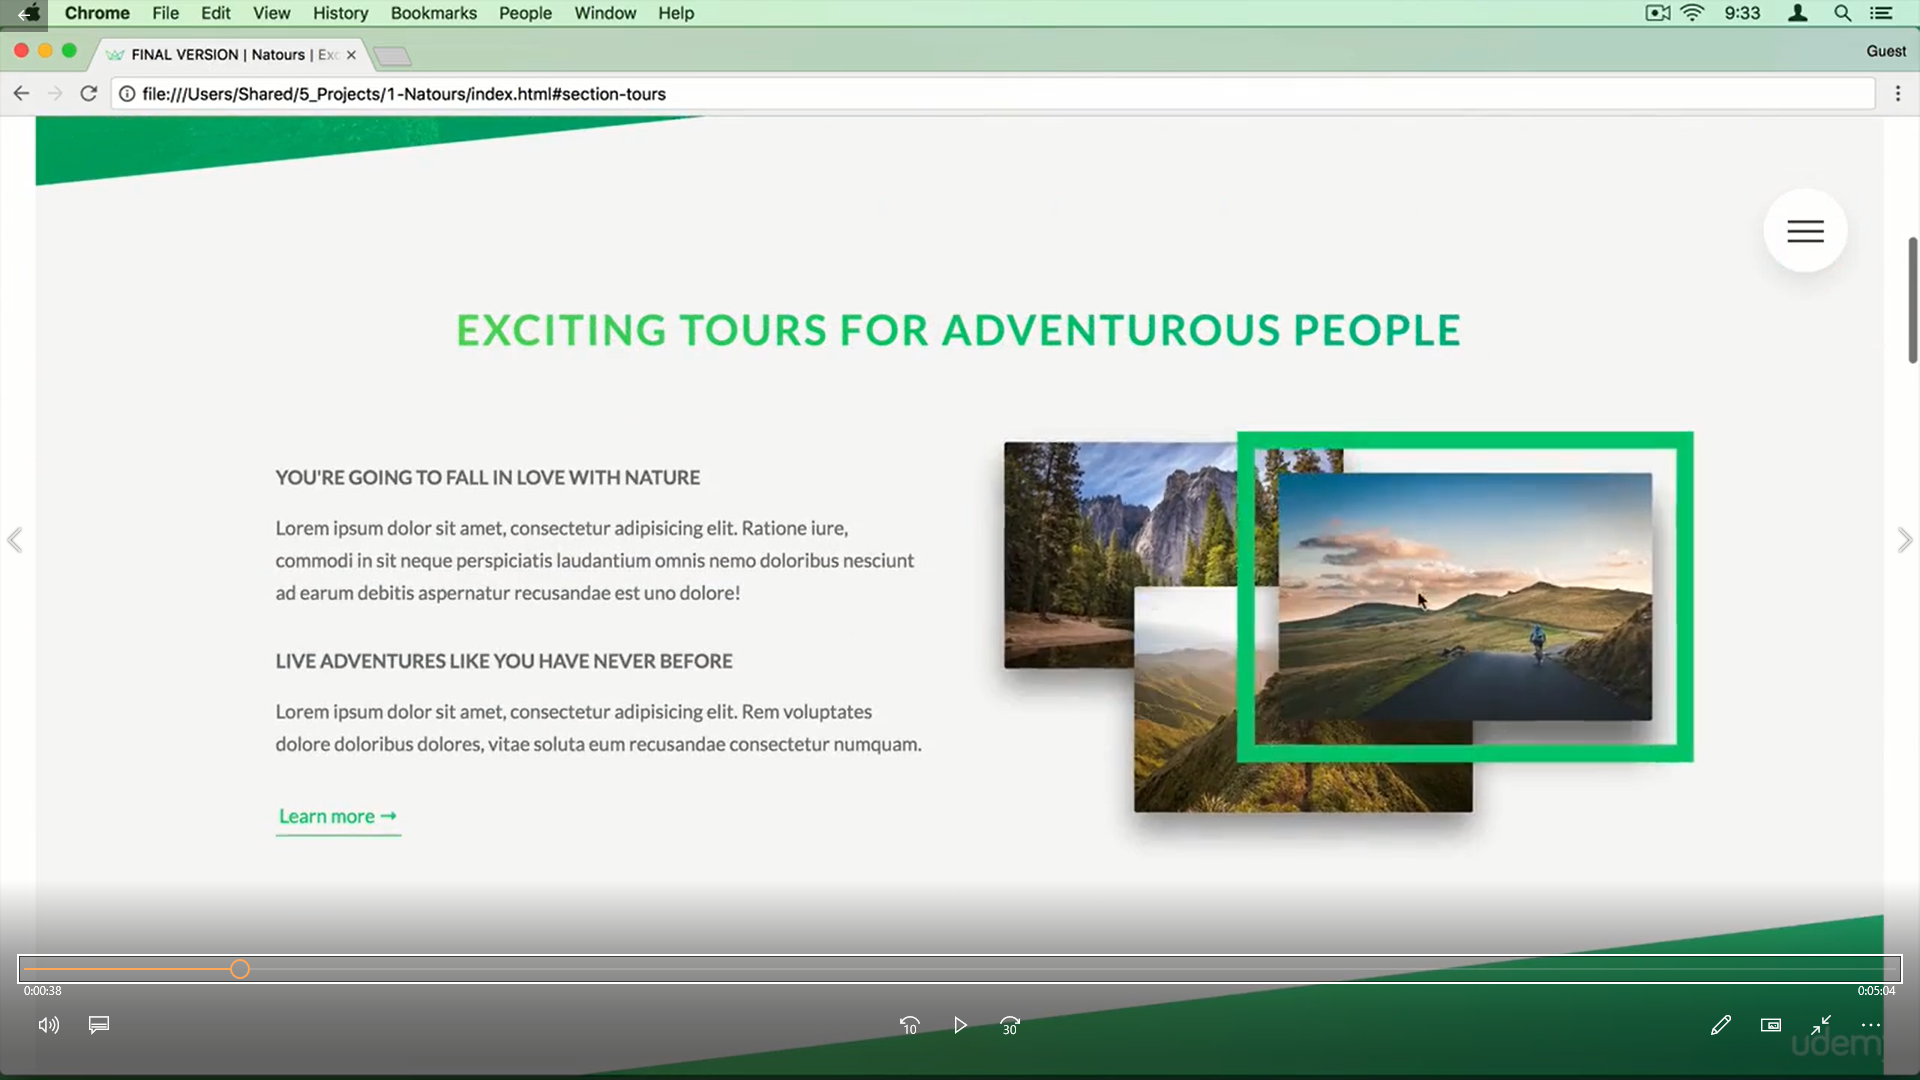 Chrome File Edit View History Bookmarks People Window Help 9:33
FINAL VERSION | Natours | Exc
Guest
file:///Users/Shared/5_Projects/1-Natours/index.html#section-tours
EXCITING TOURS FOR ADVENTUROUS PEOPLE
YOU'RE GOING TO FALL IN LOVE WITH NATURE
Lorem ipsum dolor sit amet, consectetur adipisicing elit. Ratione iure,
commodi in sit neque perspiciatis laudantium omnis nemo doloribus nesciunt
ad earum debitis aspernatur recusandae est uno dolore!
LIVE ADVENTURES LIKE YOU HAVE NEVER BEFORE
Lorem ipsum dolor sit amet, consectetur adipisicing elit. Rem voluptates
dolore doloribus dolores, vitae soluta eum recusandae consectetur numquam.
Learn more →
0:00:38
0:05:04
10
30
udemy